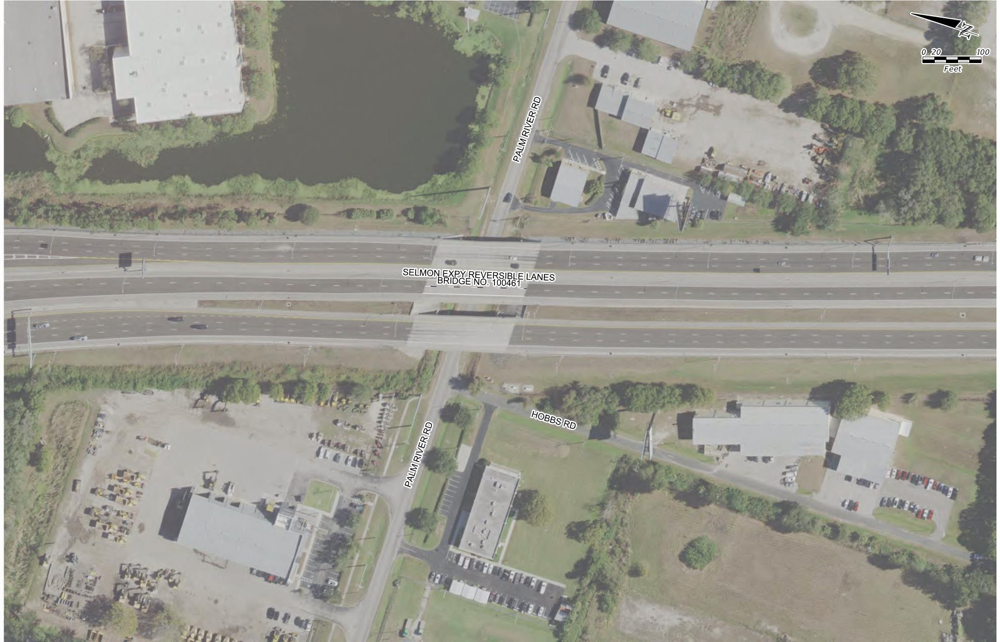 N
0 20 100
Feet
PALM RIVER RD
SELMON EXPY REVERSIBLE LANES
BRIDGE NO. 100461
HOBBS RD
PALM RIVER RD